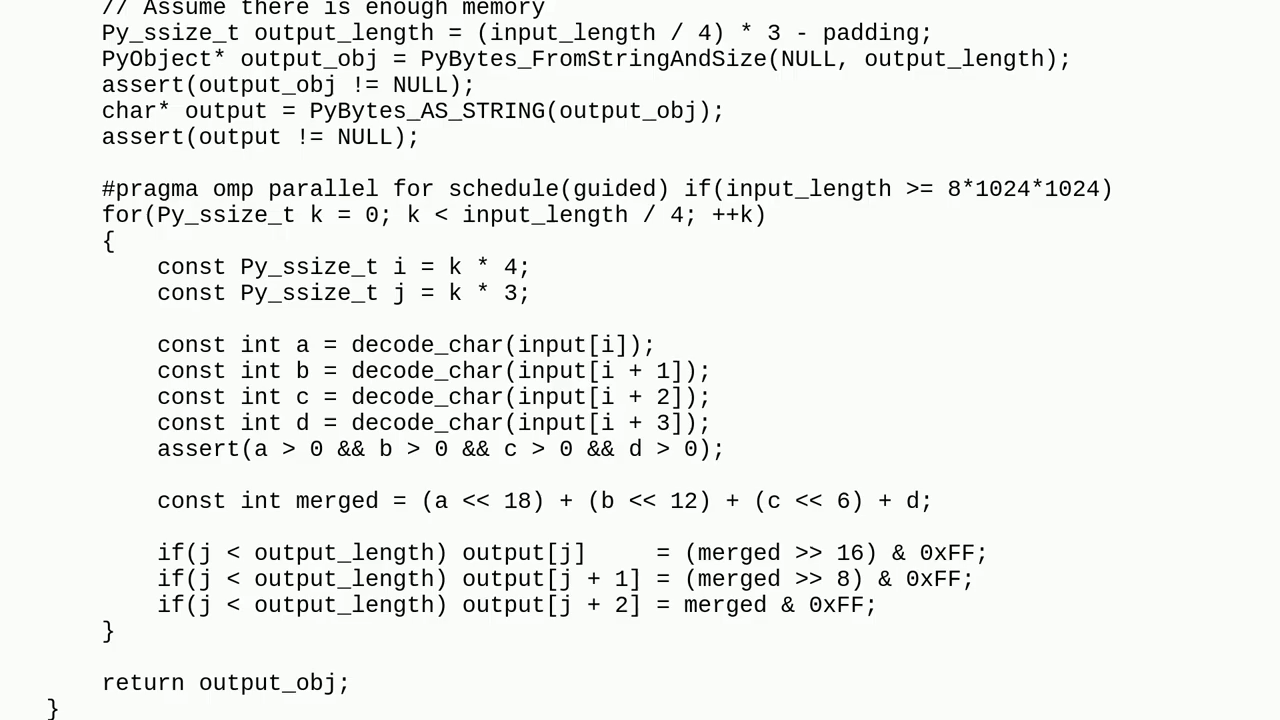 // Assume there is enough memory
Py_ssize_t output_length = (input_length / 4) * 3 - padding;
PyObject* output_obj = PyBytes_FromStringAndSize(NULL, output_length);
assert(output_obj != NULL);
char* output = PyBytes_AS_STRING(output_obj);
assert(output != NULL);
#pragma omp parallel for schedule(guided) if(input_length >= 8*1024*1024)
for(Py_ssize_t k = 0; k < input_length / 4; ++k)
{
const Py_ssize_t i = k * 4;
const Py_ssize_t j = k * 3;
const int a = decode_char(input[i]);
const int b = decode_char(input[i + 1]);
const int c = decode_char(input[i + 2]);
const int d = decode_char(input[i + 3]);
assert(a > 0 && b > 0 && c > 0 && d > 0);
const int merged = (a << 18) + (b << 12) + (c << 6) + d;
if(j < output_length) output[j]     = (merged >> 16) & 0xFF;
if(j < output_length) output[j + 1] = (merged >> 8) & 0xFF;
if(j < output_length) output[j + 2] = merged & 0xFF;
}
return output_obj;
}